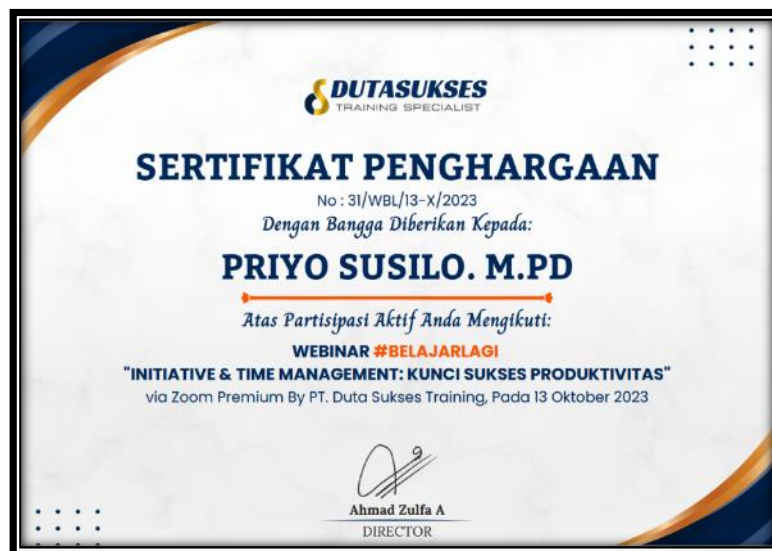 DUTASUKSES
TRAINING SPECIALIST
SERTIFIKAT PENGHARGAAN
No : 31/WBL/13-X/2023
Dengan Bangga Diberikan Kepada:
PRIYO SUSILO. M.PD
Atas Partisipasi Aktif Anda Mengikuti:
WEBINAR #BELAJARLAGI
"INITIATIVE & TIME MANAGEMENT: KUNCI SUKSES PRODUKTIVITAS"
via Zoom Premium By PT. Duta Sukses Training, Pada 13 Oktober 2023
Ahmad Zulfa A
DIRECTOR